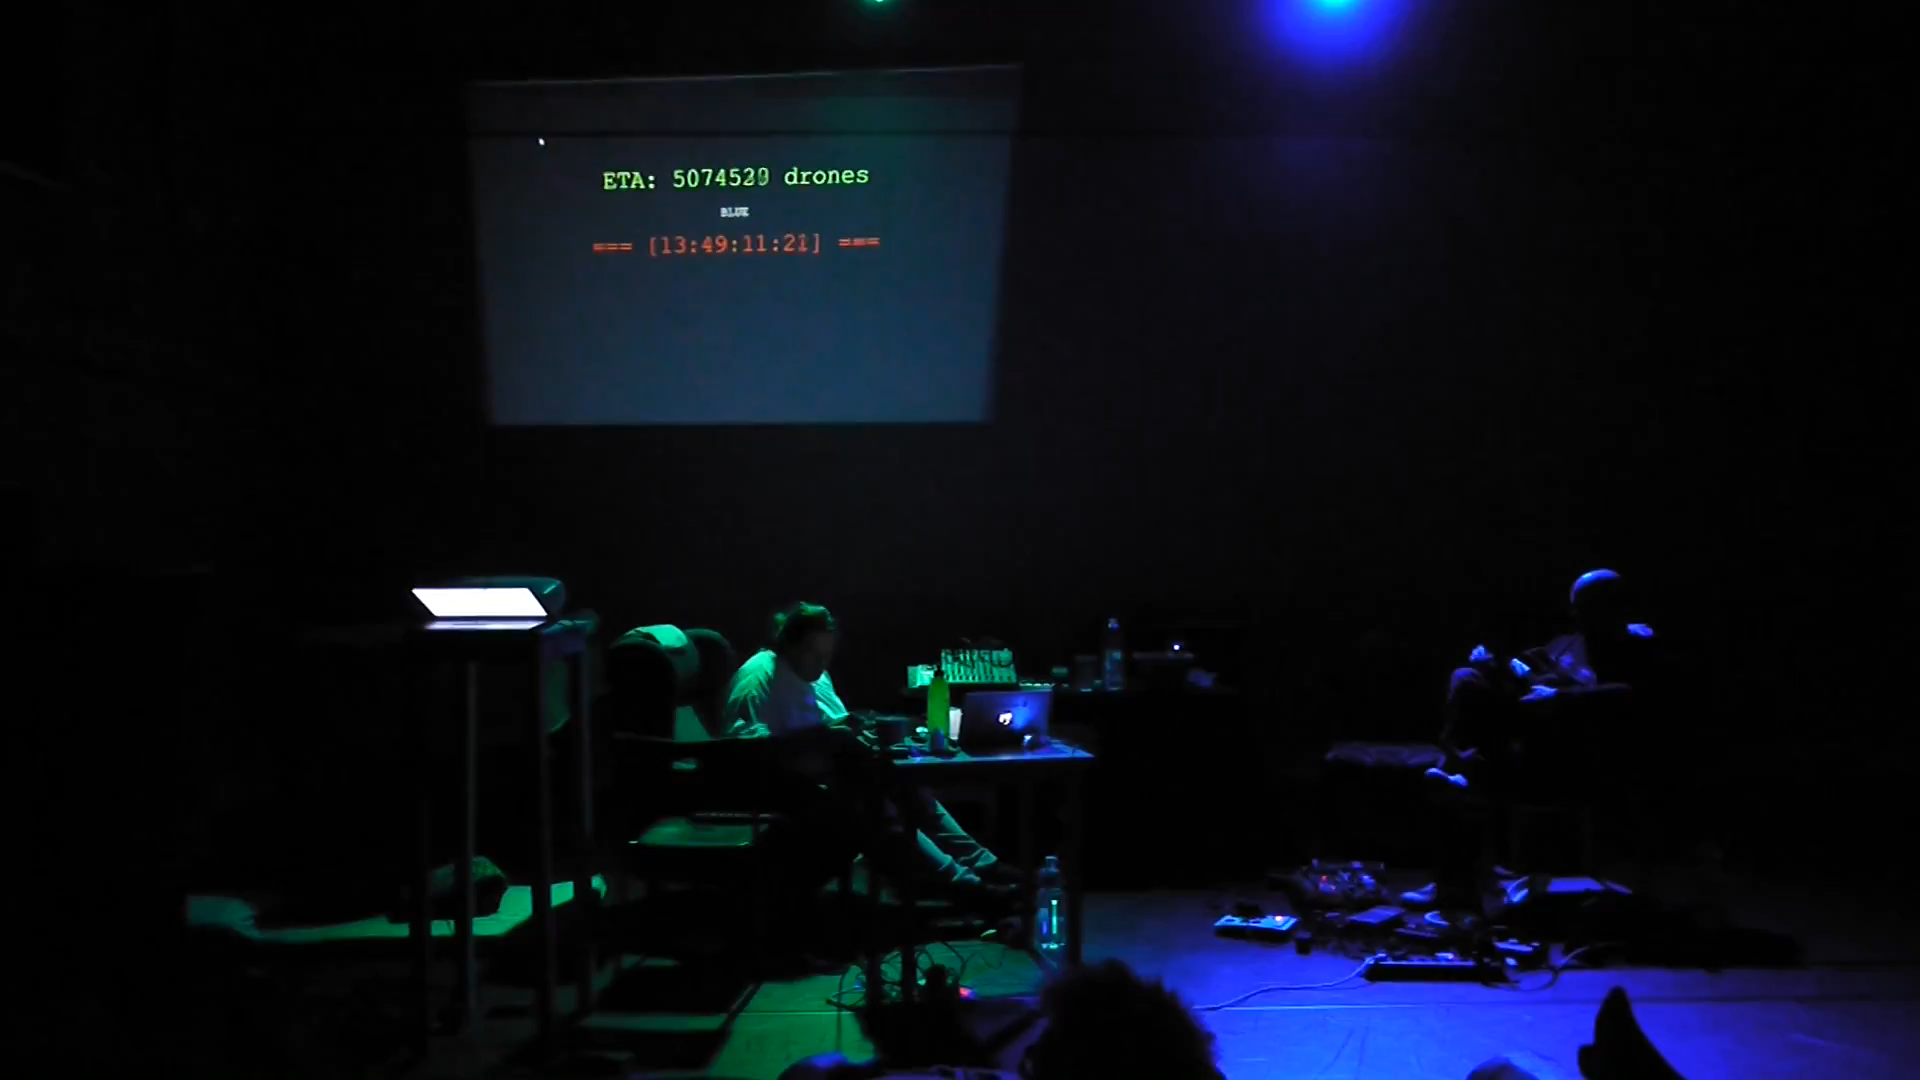 ETA: 5074529 drones
BLUE
=== [13:49:11:21] ===